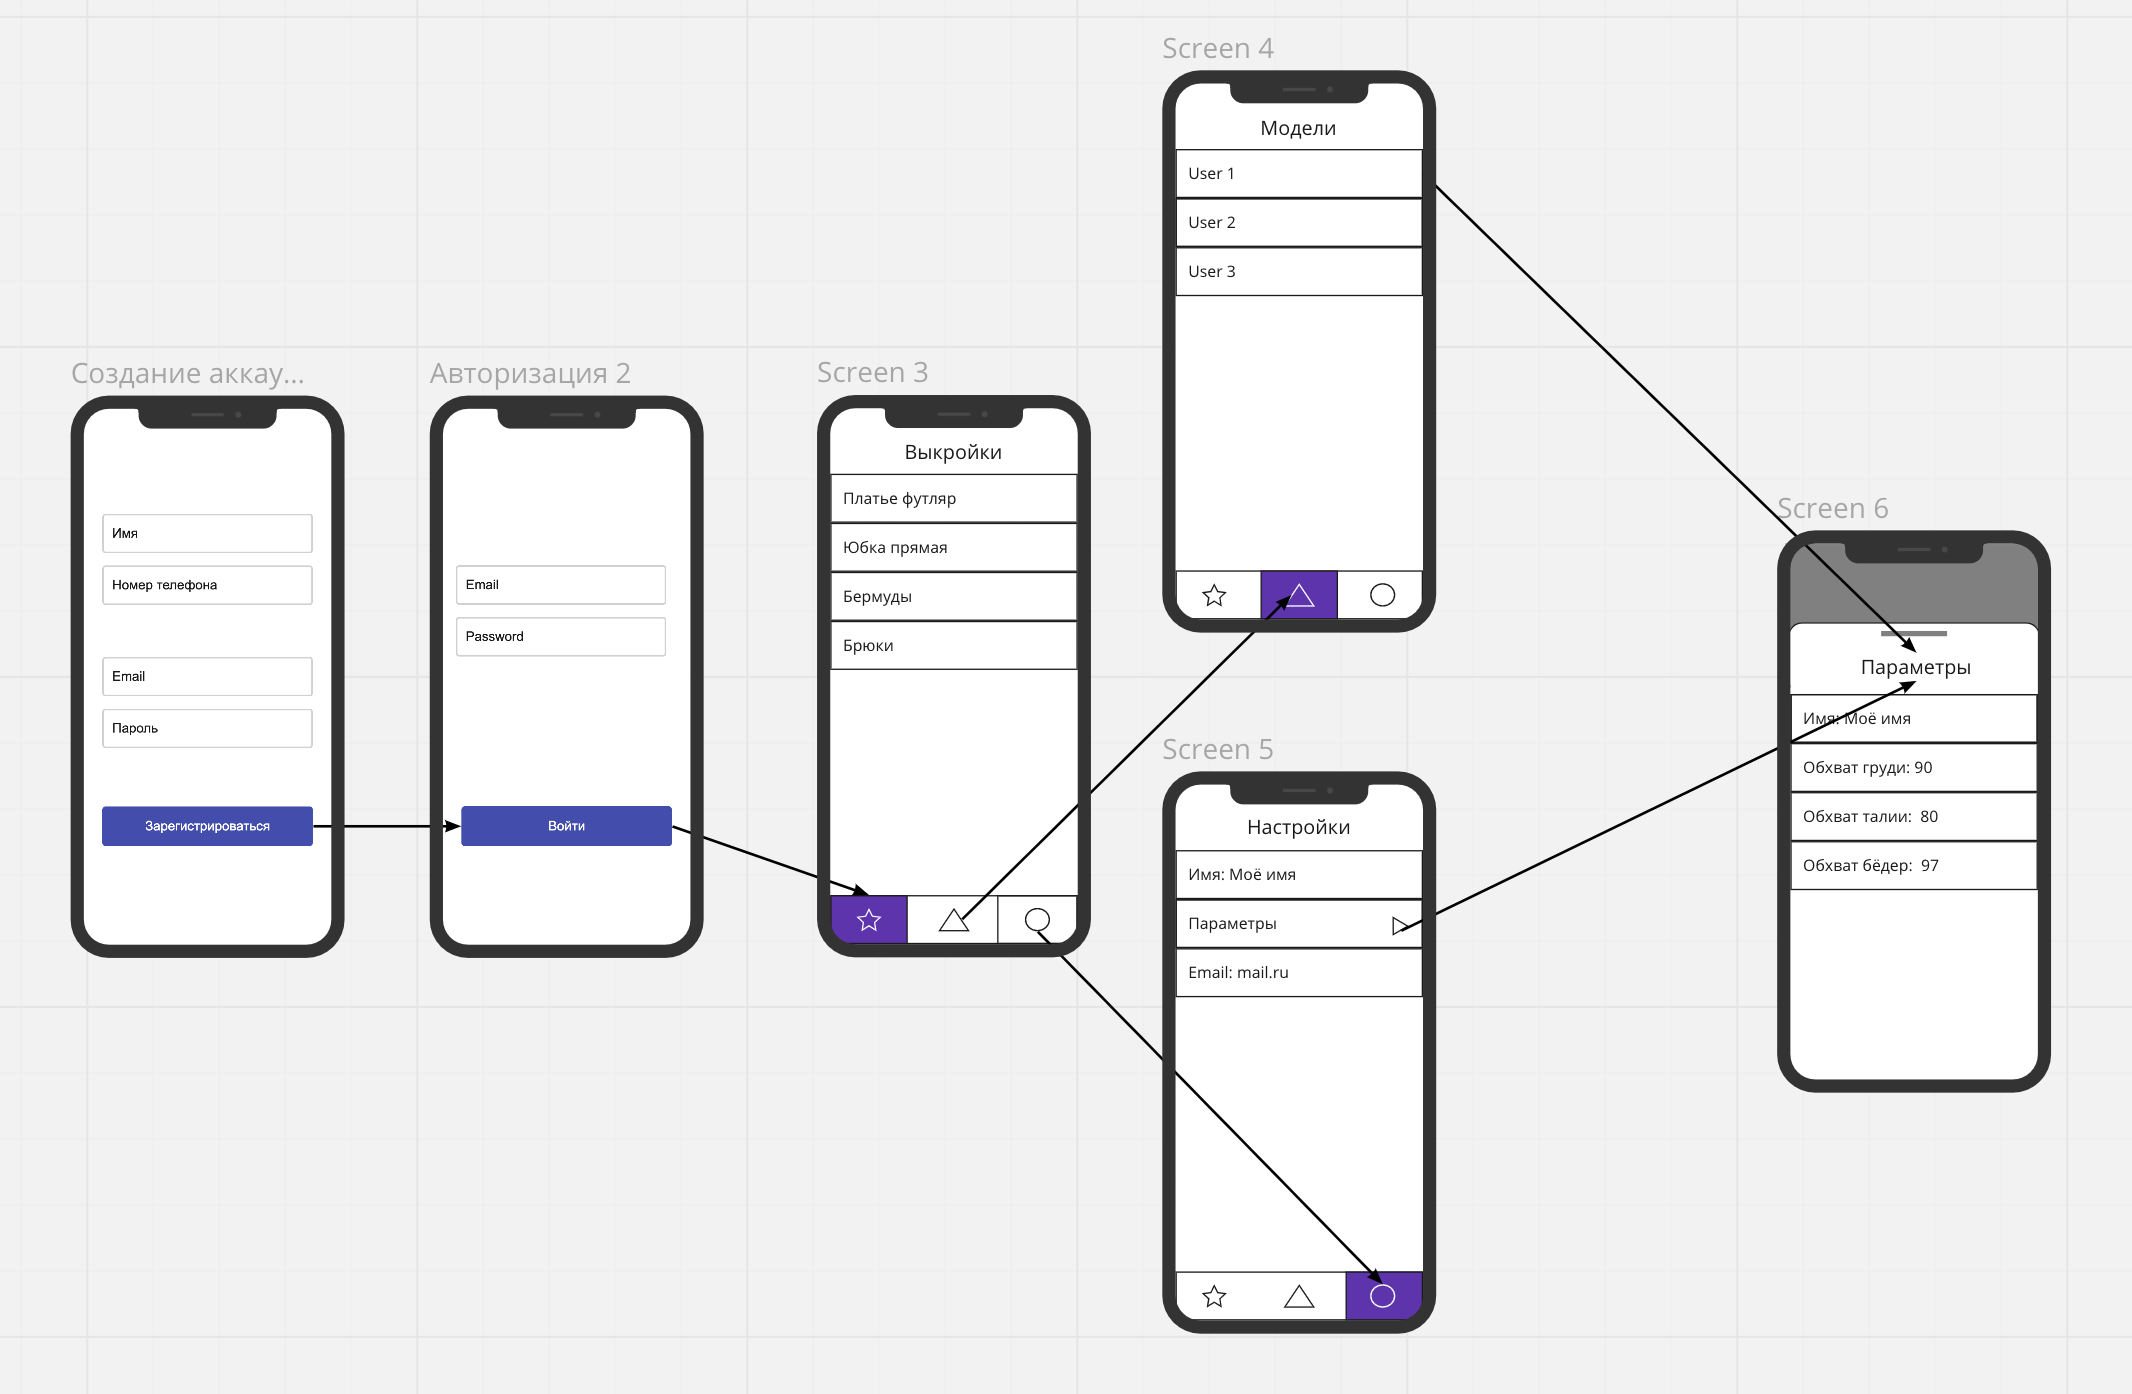 Создание аккау...
Имя
Номер телефона
Email
Пароль
Зарегистрироваться
Авторизация 2
Email
Password
Войти
Screen 3
Выкройки
Платье футляр
Юбка прямая
Бермуды
Брюки
Screen 4
Модели
User 1
User 2
User 3
Screen 5
Настройки
Имя: Моё имя
Параметры
Email: mail.ru
Screen 6
Параметры
Имя: Моё имя
Обхват груди: 90
Обхват талии:  80
Обхват бёдер:  97